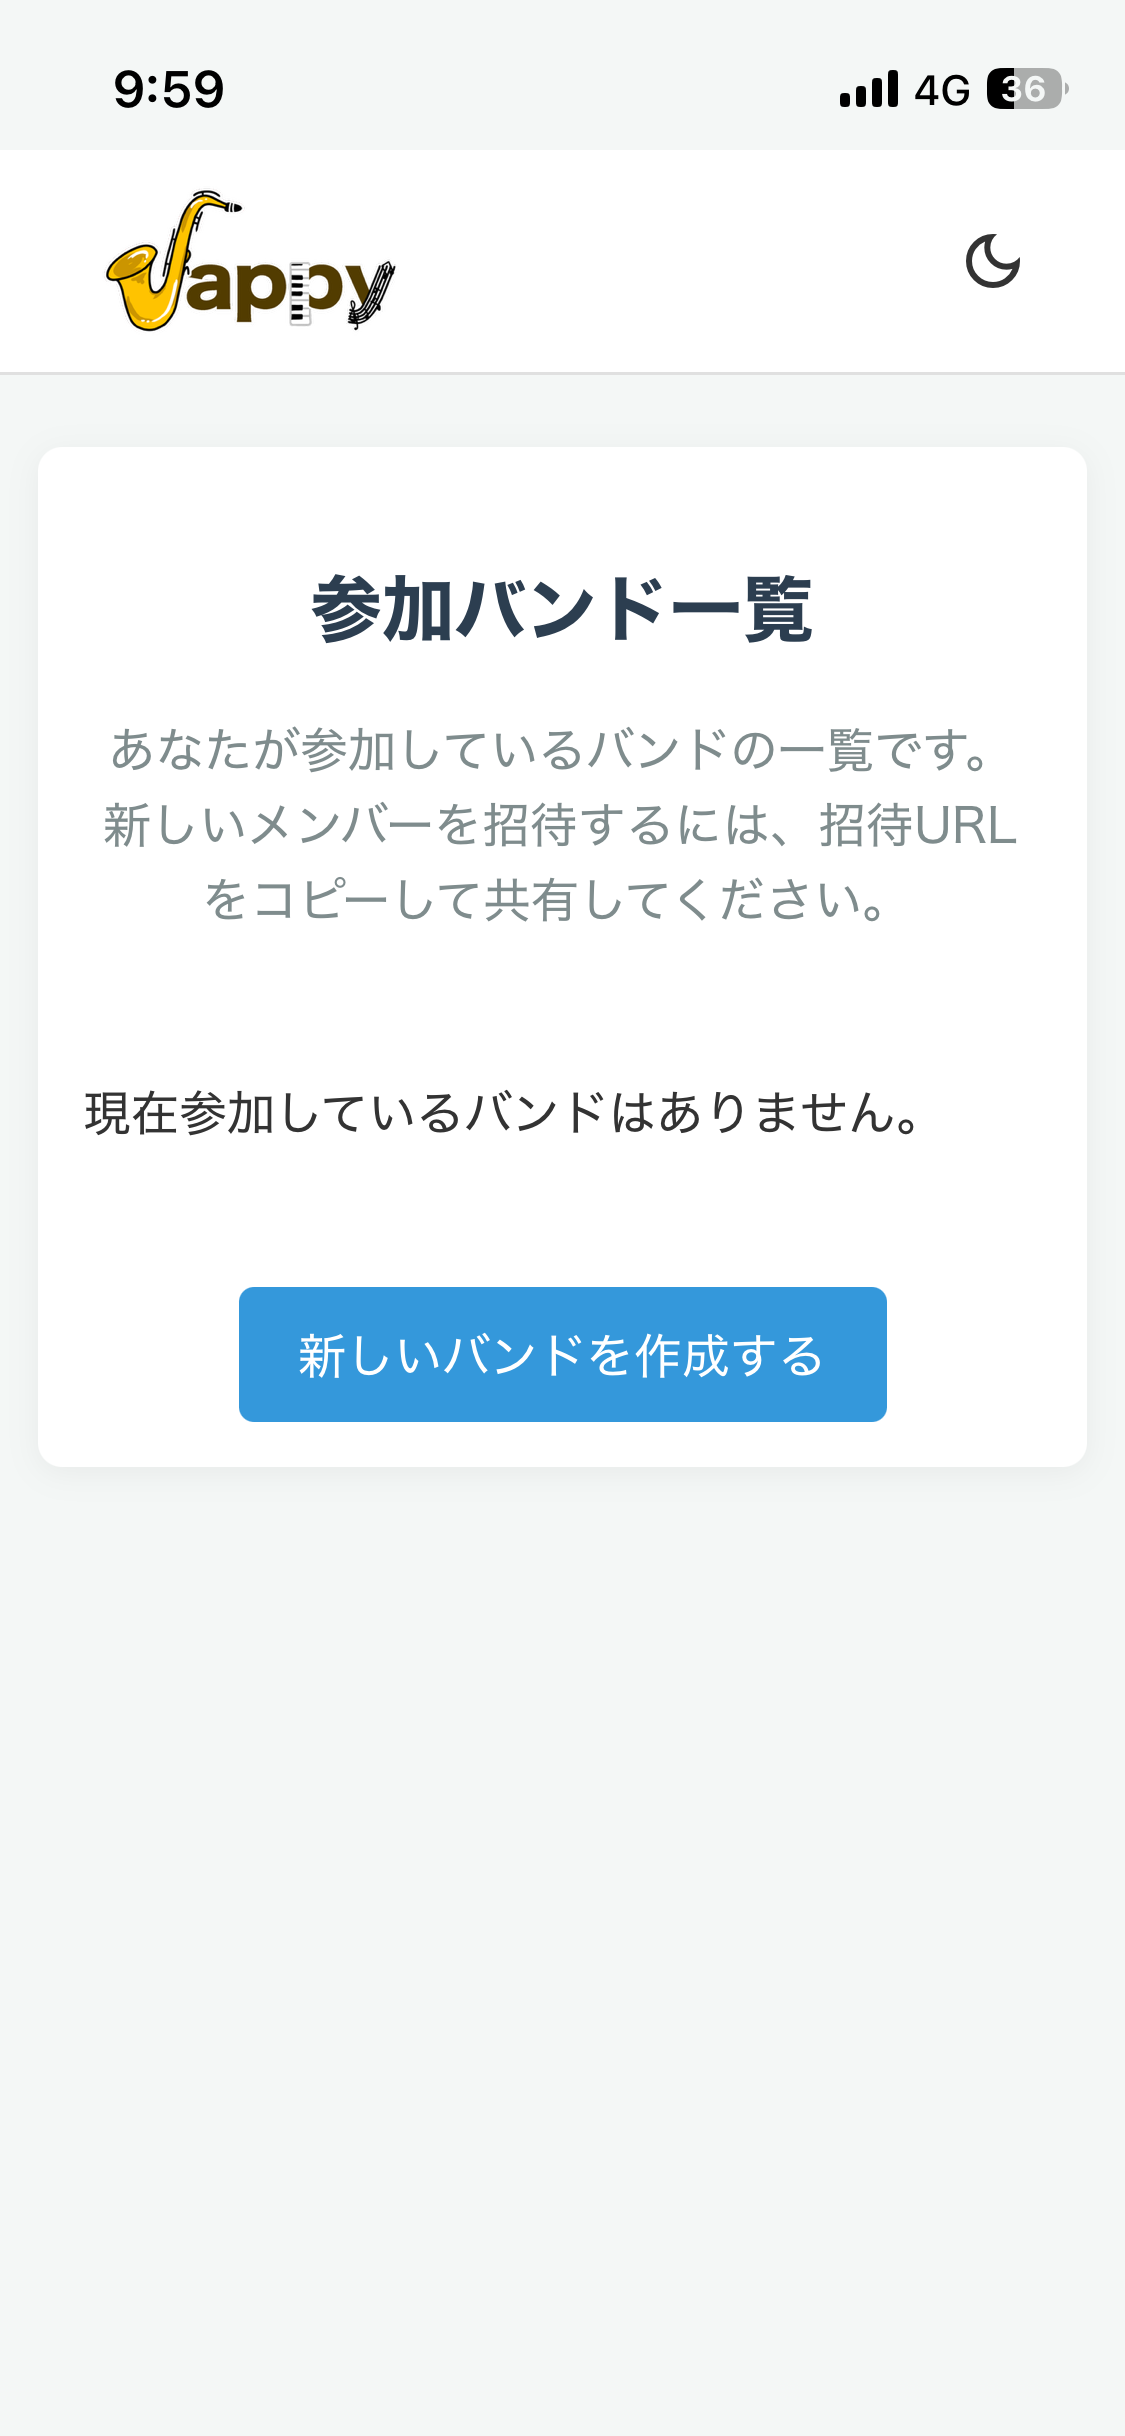 9:59
4G 36
Jappy
参加バンド一覧
あなたが参加しているバンドの一覧です。
新しいメンバーを招待するには、招待URL
をコピーして共有してください。
現在参加しているバンドはありません。
新しいバンドを作成する